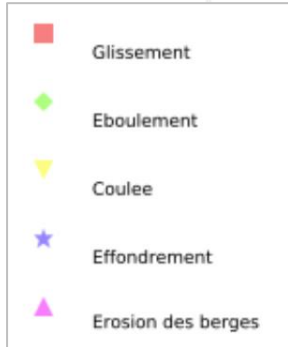 Glissement
Eboulement
Coulee
Effondrement
Erosion des berges